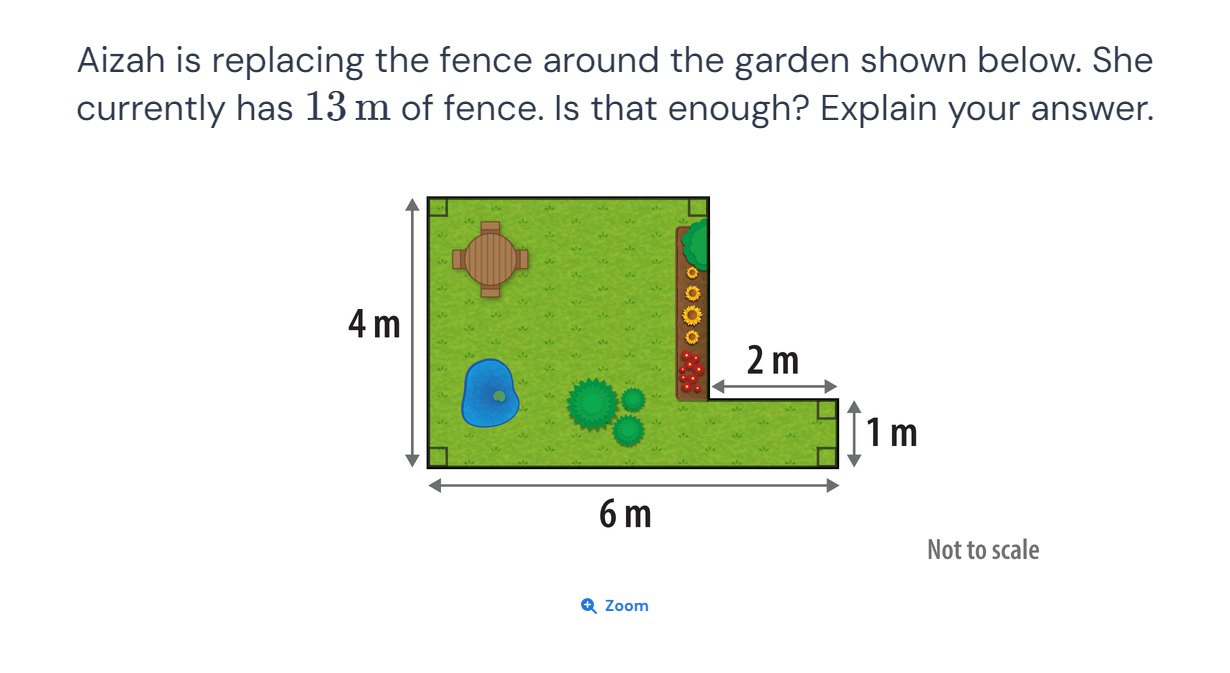 Aizah is replacing the fence around the garden shown below. She
currently has 13 m of fence. Is that enough? Explain your answer.
4 m
2 m
1 m
6 m
Not to scale
Zoom